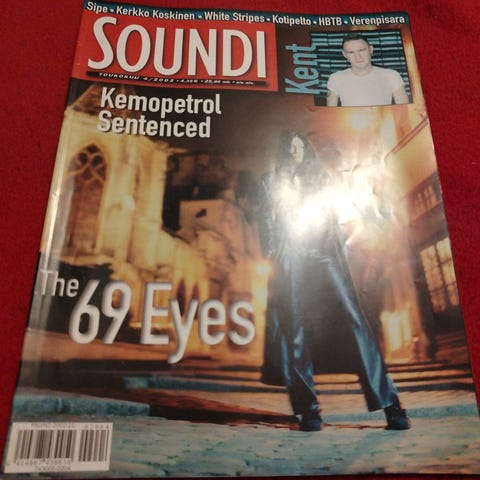 Sipe • Kerkko Koskinen • White Stripes • Kotipelto • HBTB • Verenpisara
SOUNDI
TOUKOKUU 4/2002
Kent
Kemopetrol
Sentenced
The
69 Eyes